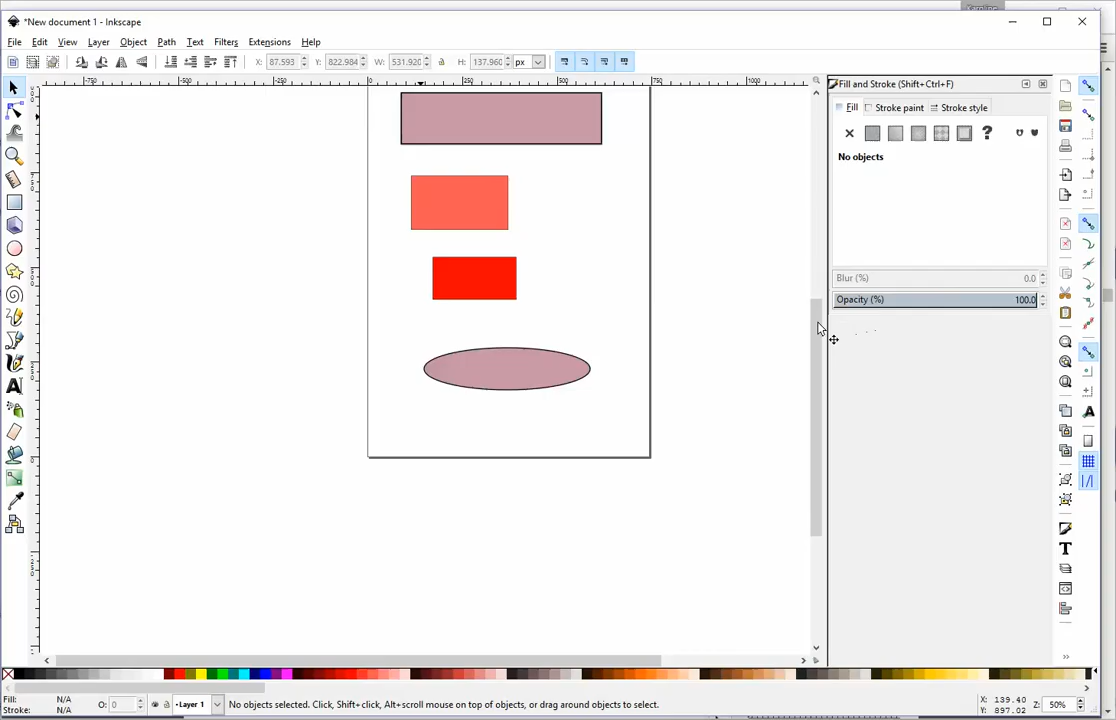 *New document 1 - Inkscape
File Edit View Layer Object Path Text Filters Extensions Help
X: 87.593 Y: 822.984 W: 531.920 H: 137.960 px
-750 -500 -250 0 250 500 750 1000
Fill and Stroke (Shift+Ctrl+F)
Fill Stroke paint Stroke style
No objects
Blur (%) 0.0
Opacity (%) 100.0
Fill: N/A
Stroke: N/A
O: 0
Layer 1
No objects selected. Click, Shift+click, Alt+scroll mouse on top of objects, or drag around objects to select.
X: 139.40
Y: 897.02
Z: 50%